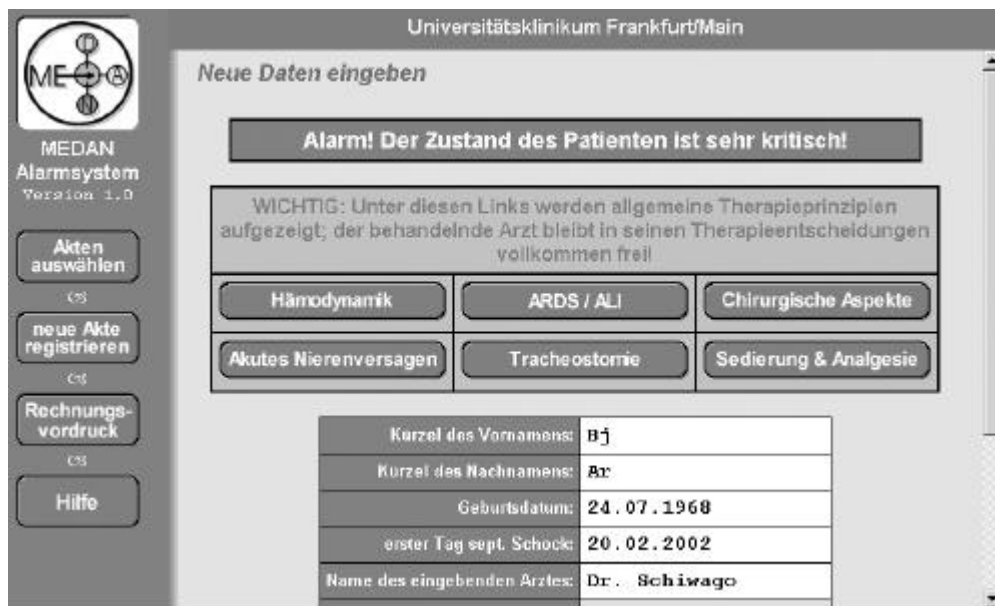 Universitätsklinikum Frankfurt/Main
D
ME
A
N
MEDAN
Alarmsystem
Version 1.0
Akten
auswählen
neue Akte
registrieren
Rechnungs-
vordruck
Hilfe
Neue Daten eingeben
Alarm! Der Zustand des Patienten ist sehr kritisch!
WICHTIG: Unter diesen Links werden allgemeine Therapieprinzipien
aufgezeigt; der behandelnde Arzt bleibt in seinen Therapieentscheidungen
vollkommen frei!
Hämodynamik
ARDS / ALI
Chirurgische Aspekte
Akutes Nierenversagen
Tracheostomie
Sedierung & Analgesie
Kürzel des Vornamens: Bj
Kürzel des Nachnamens: Ar
Geburtsdatum: 24.07.1968
erster Tag sept. Schock: 20.02.2002
Name des eingebenden Arztes: Dr. Schiwago